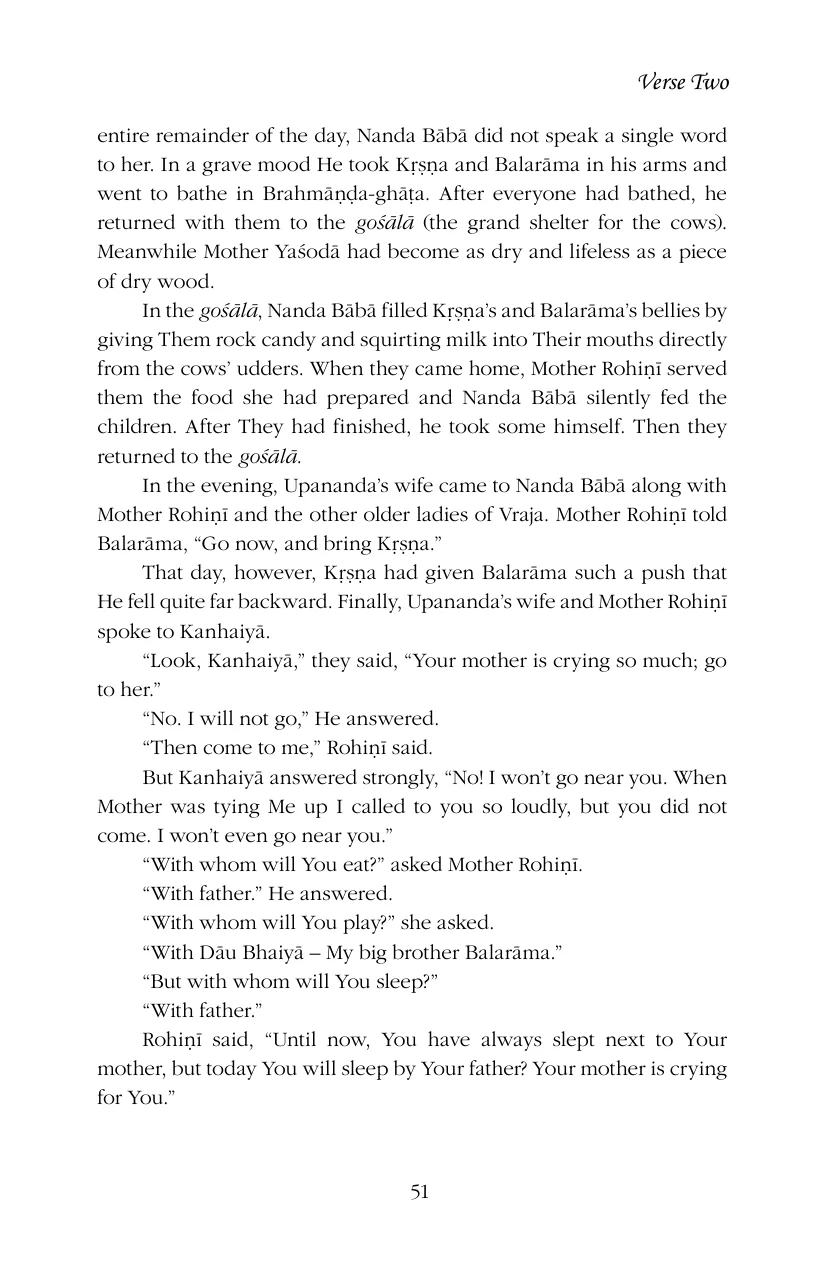 Verse Two
entire remainder of the day, Nanda Bābā did not speak a single word
to her. In a grave mood He took Kṛṣṇa and Balarāma in his arms and
went to bathe in Brahmāṇḍa-ghāṭa. After everyone had bathed, he
returned with them to the gośālā (the grand shelter for the cows).
Meanwhile Mother Yaśodā had become as dry and lifeless as a piece
of dry wood.
In the gośālā, Nanda Bābā filled Kṛṣṇa’s and Balarāma’s bellies by
giving Them rock candy and squirting milk into Their mouths directly
from the cows’ udders. When they came home, Mother Rohiṇī served
them the food she had prepared and Nanda Bābā silently fed the
children. After They had finished, he took some himself. Then they
returned to the gośālā.
In the evening, Upananda’s wife came to Nanda Bābā along with
Mother Rohiṇī and the other older ladies of Vraja. Mother Rohiṇī told
Balarāma, “Go now, and bring Kṛṣṇa.”
That day, however, Kṛṣṇa had given Balarāma such a push that
He fell quite far backward. Finally, Upananda’s wife and Mother Rohiṇī
spoke to Kanhaiyā.
“Look, Kanhaiyā,” they said, “Your mother is crying so much; go
to her.”
“No. I will not go,” He answered.
“Then come to me,” Rohiṇī said.
But Kanhaiyā answered strongly, “No! I won’t go near you. When
Mother was tying Me up I called to you so loudly, but you did not
come. I won’t even go near you.”
“With whom will You eat?” asked Mother Rohiṇī.
“With father.” He answered.
“With whom will You play?” she asked.
“With Dāu Bhaiyā – My big brother Balarāma.”
“But with whom will You sleep?”
“With father.”
Rohiṇī said, “Until now, You have always slept next to Your
mother, but today You will sleep by Your father? Your mother is crying
for You.”
51